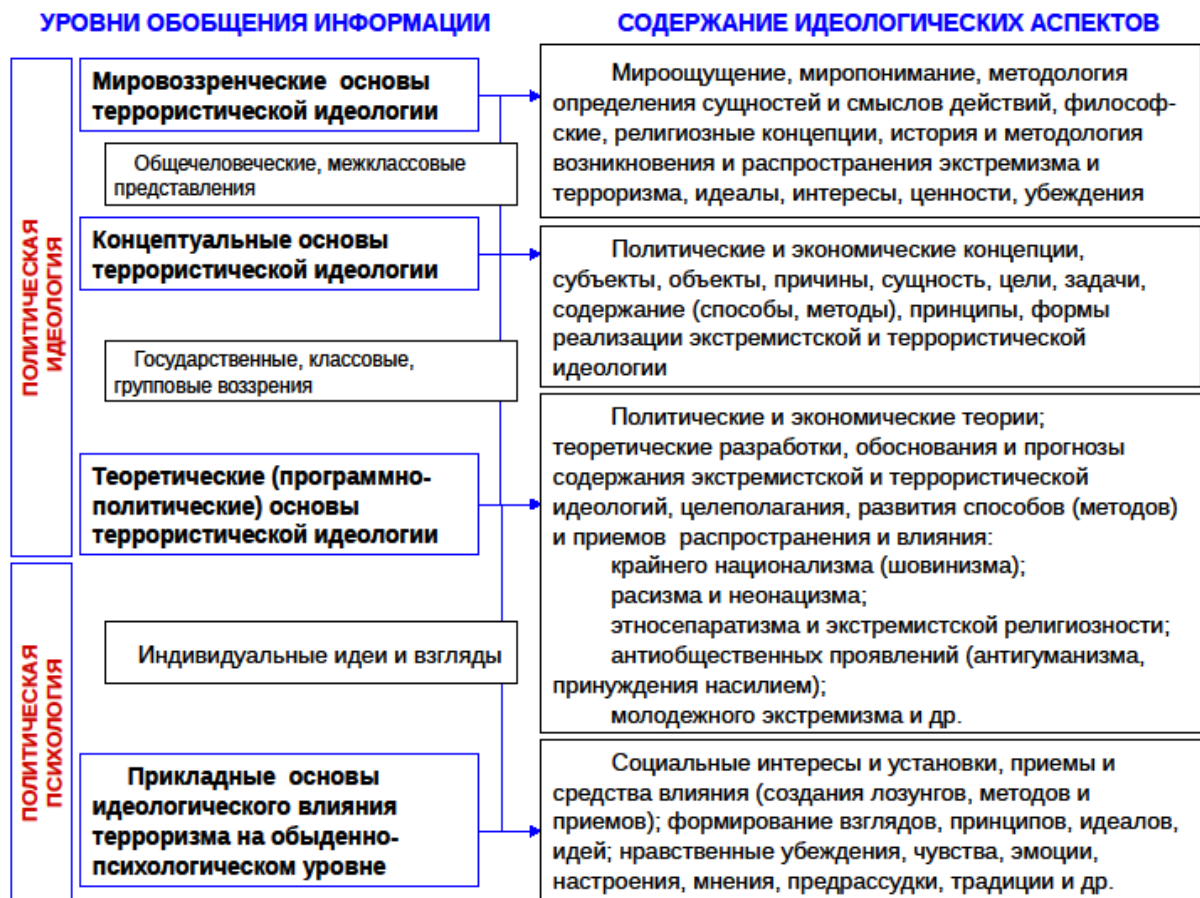 УРОВНИ ОБОБЩЕНИЯ ИНФОРМАЦИИ
СОДЕРЖАНИЕ ИДЕОЛОГИЧЕСКИХ АСПЕКТОВ
ПОЛИТИЧЕСКАЯ
ИДЕОЛОГИЯ
Мировоззренческие основы
террористической идеологии
Мироощущение, миропонимание, методология
определения сущностей и смыслов действий, философ-
ские, религиозные концепции, история и методология
возникновения и распространения экстремизма и
терроризма, идеалы, интересы, ценности, убеждения
Общечеловеческие, межклассовые
представления
Концептуальные основы
террористической идеологии
Политические и экономические концепции,
субъекты, объекты, причины, сущность, цели, задачи,
содержание (способы, методы), принципы, формы
реализации экстремистской и террористической
идеологии
Государственные, классовые,
групповые воззрения
Теоретические (программно-
политические) основы
террористической идеологии
Политические и экономические теории;
теоретические разработки, обоснования и прогнозы
содержания экстремистской и террористической
идеологий, целеполагания, развития способов (методов)
и приемов распространения и влияния:
крайнего национализма (шовинизма);
расизма и неонацизма;
этносепаратизма и экстремистской религиозности;
антиобщественных проявлений (антигуманизма,
принуждения насилием);
молодежного экстремизма и др.
ПОЛИТИЧЕСКАЯ
ПСИХОЛОГИЯ
Индивидуальные идеи и взгляды
Прикладные основы
идеологического влияния
терроризма на обыденно-
психологическом уровне
Социальные интересы и установки, приемы и
средства влияния (создания лозунгов, методов и
приемов); формирование взглядов, принципов, идеалов,
идей; нравственные убеждения, чувства, эмоции,
настроения, мнения, предрассудки, традиции и др.